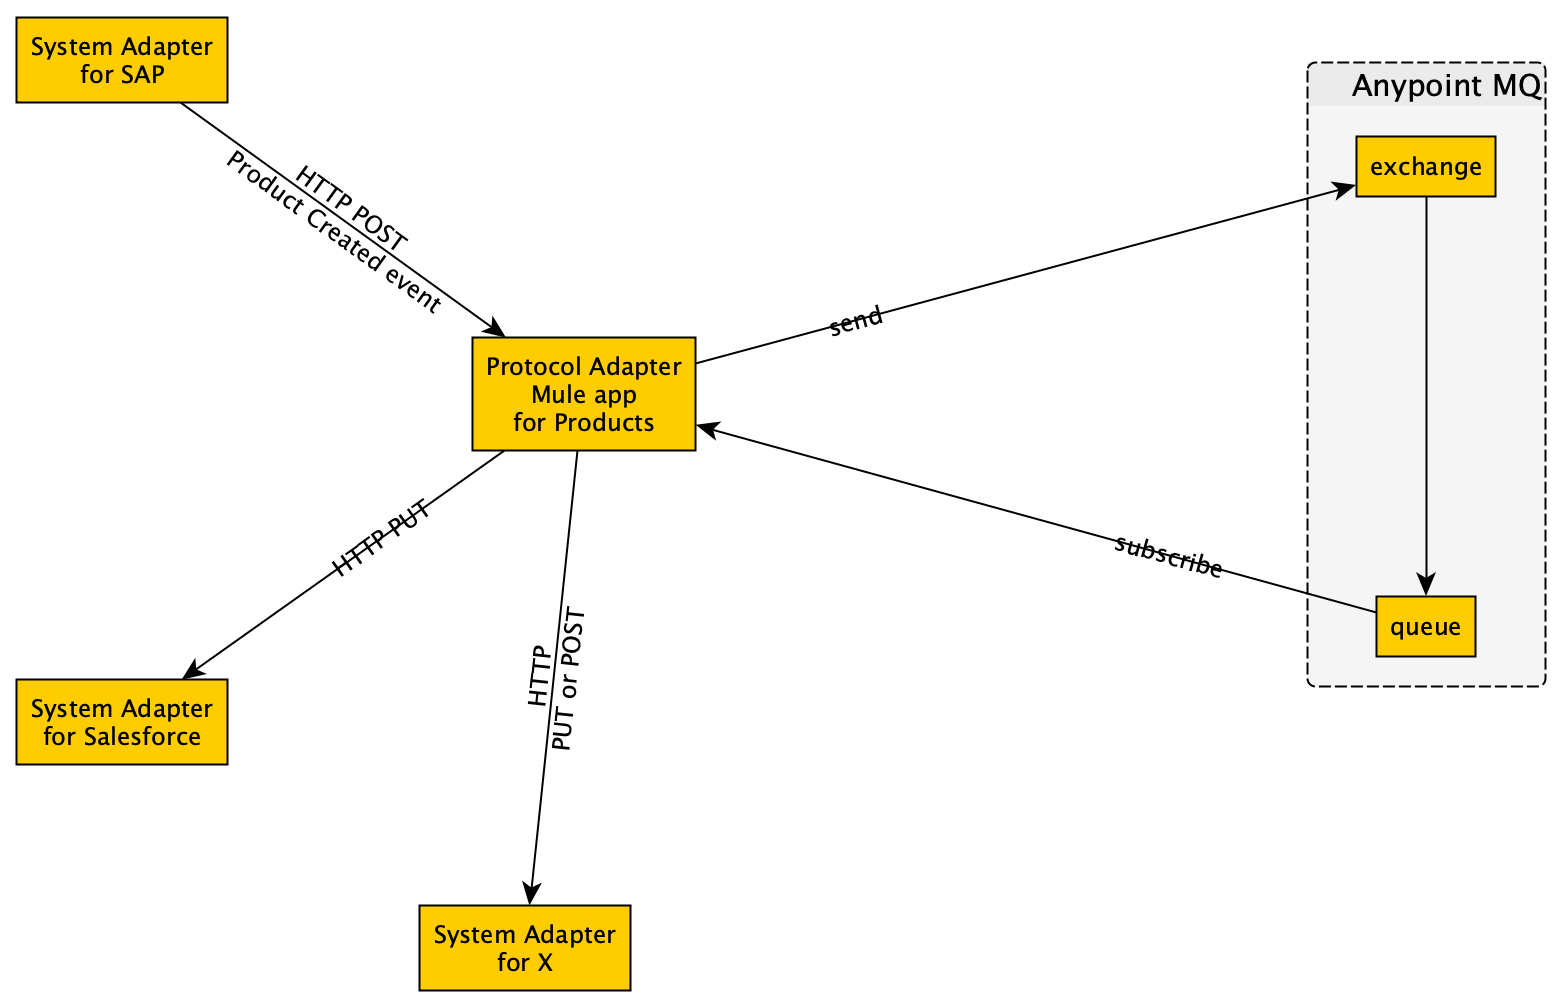 System Adapter
for SAP
Anypoint MQ
exchange
HTTP POST
Product Created event
send
Protocol Adapter
Mule app
for Products
HTTP PUT
subscribe
HTTP
PUT or POST
queue
System Adapter
for Salesforce
System Adapter
for X